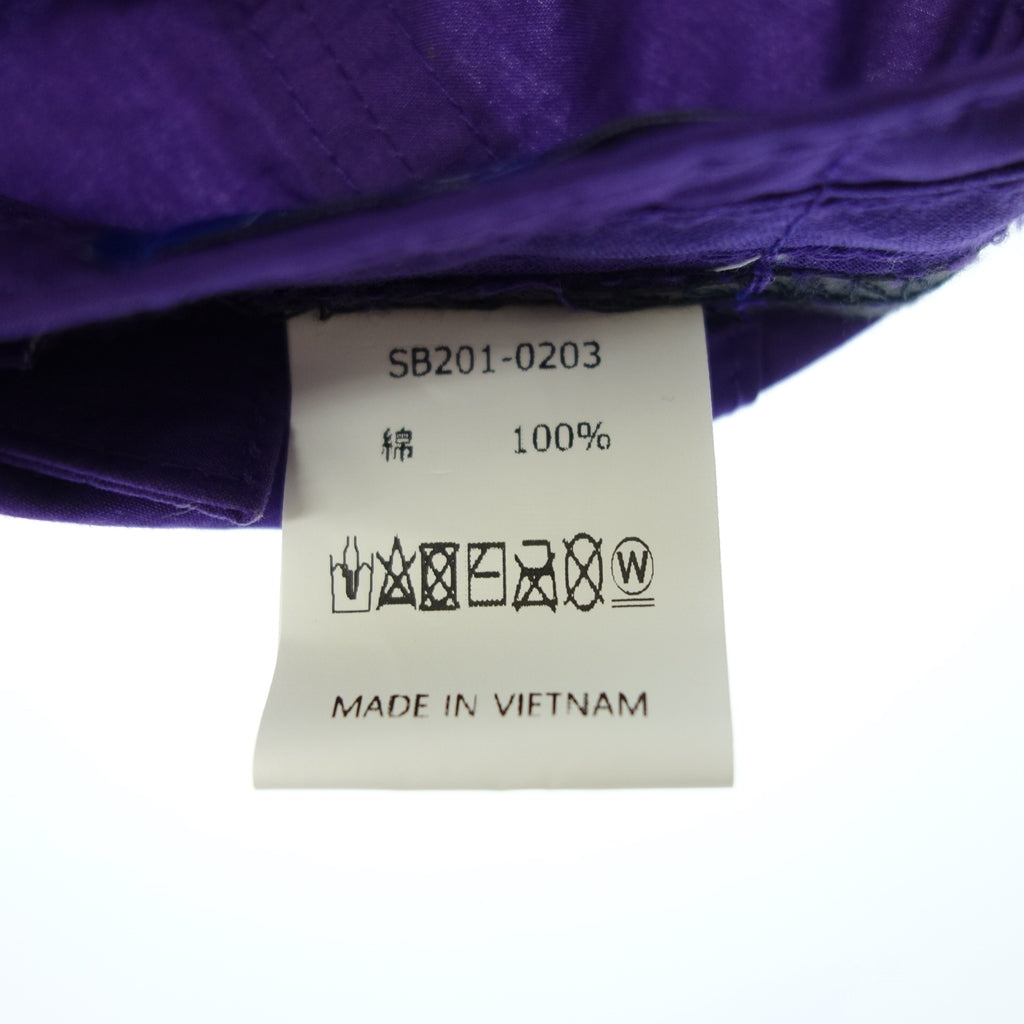 SB201-0203
綿 100%
W
MADE IN VIETNAM